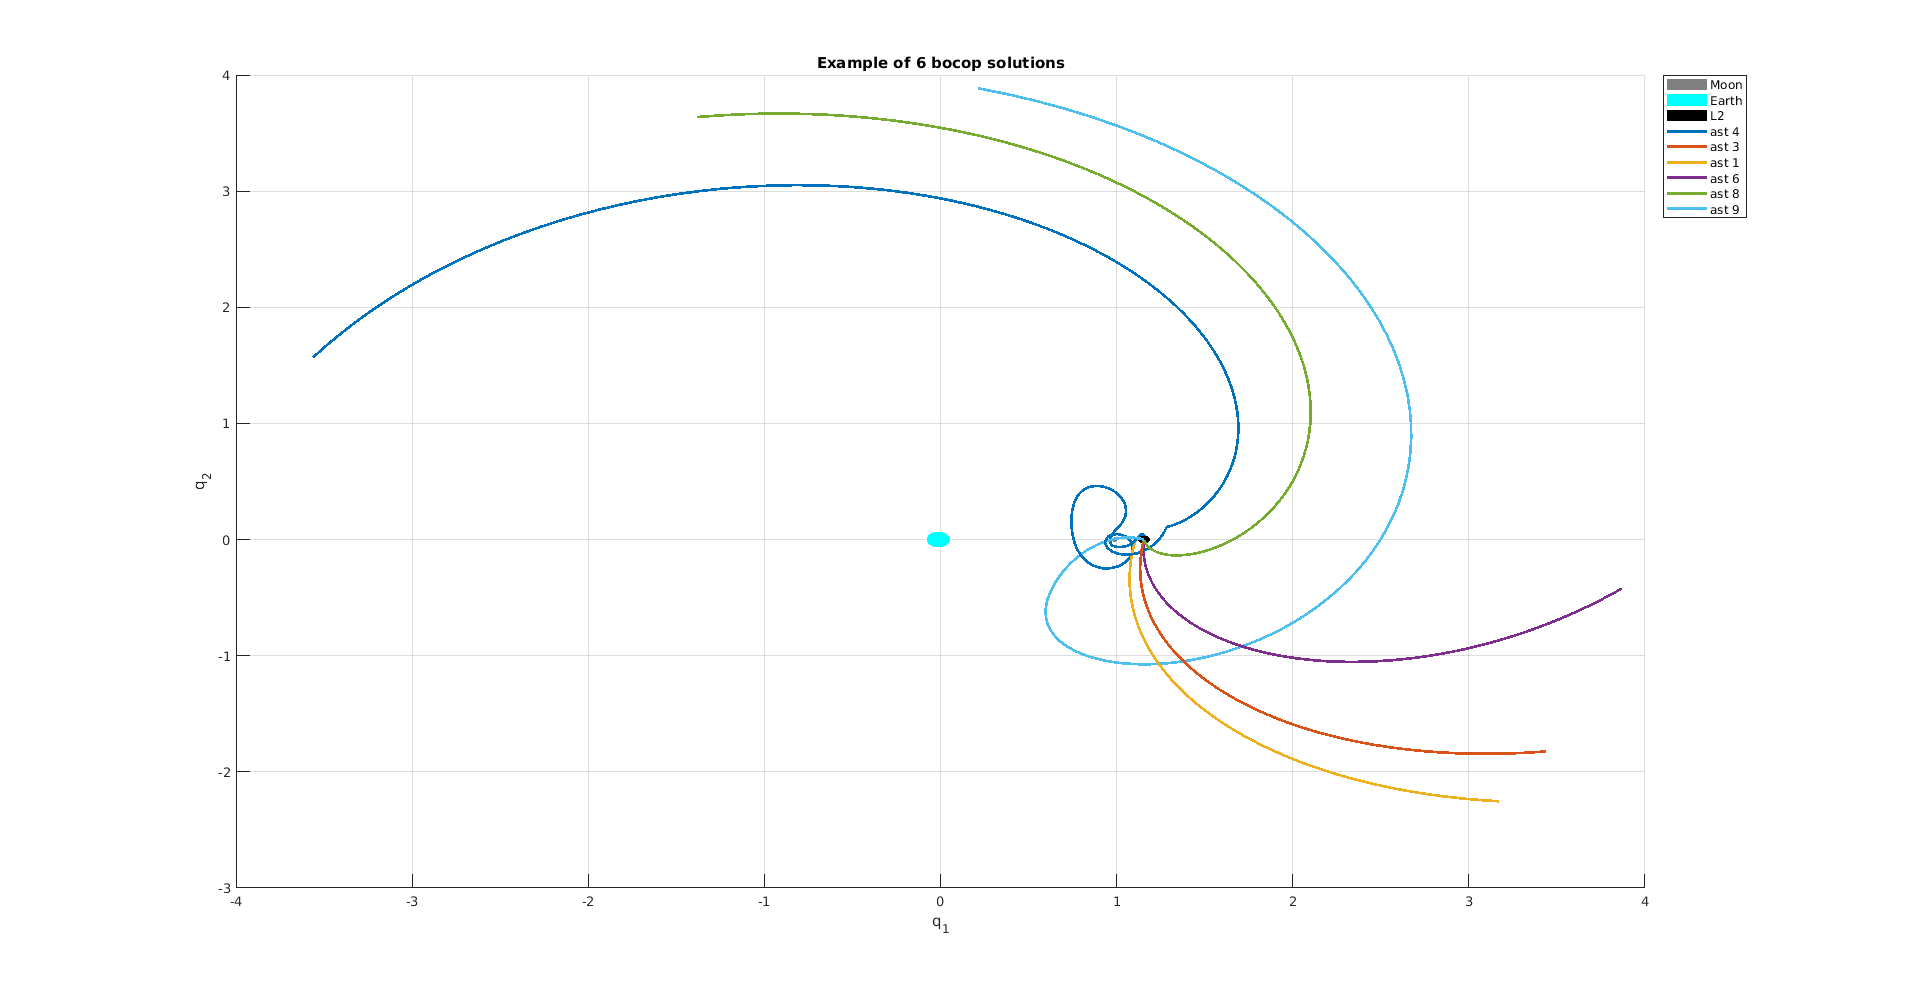 Example of 6 bocop solutions
4
3
2
1
0
-1
-2
-3
q2
-4
-3
-2
-1
0
1
2
3
4
q1
Moon
Earth
L2
ast 4
ast 3
ast 1
ast 6
ast 8
ast 9